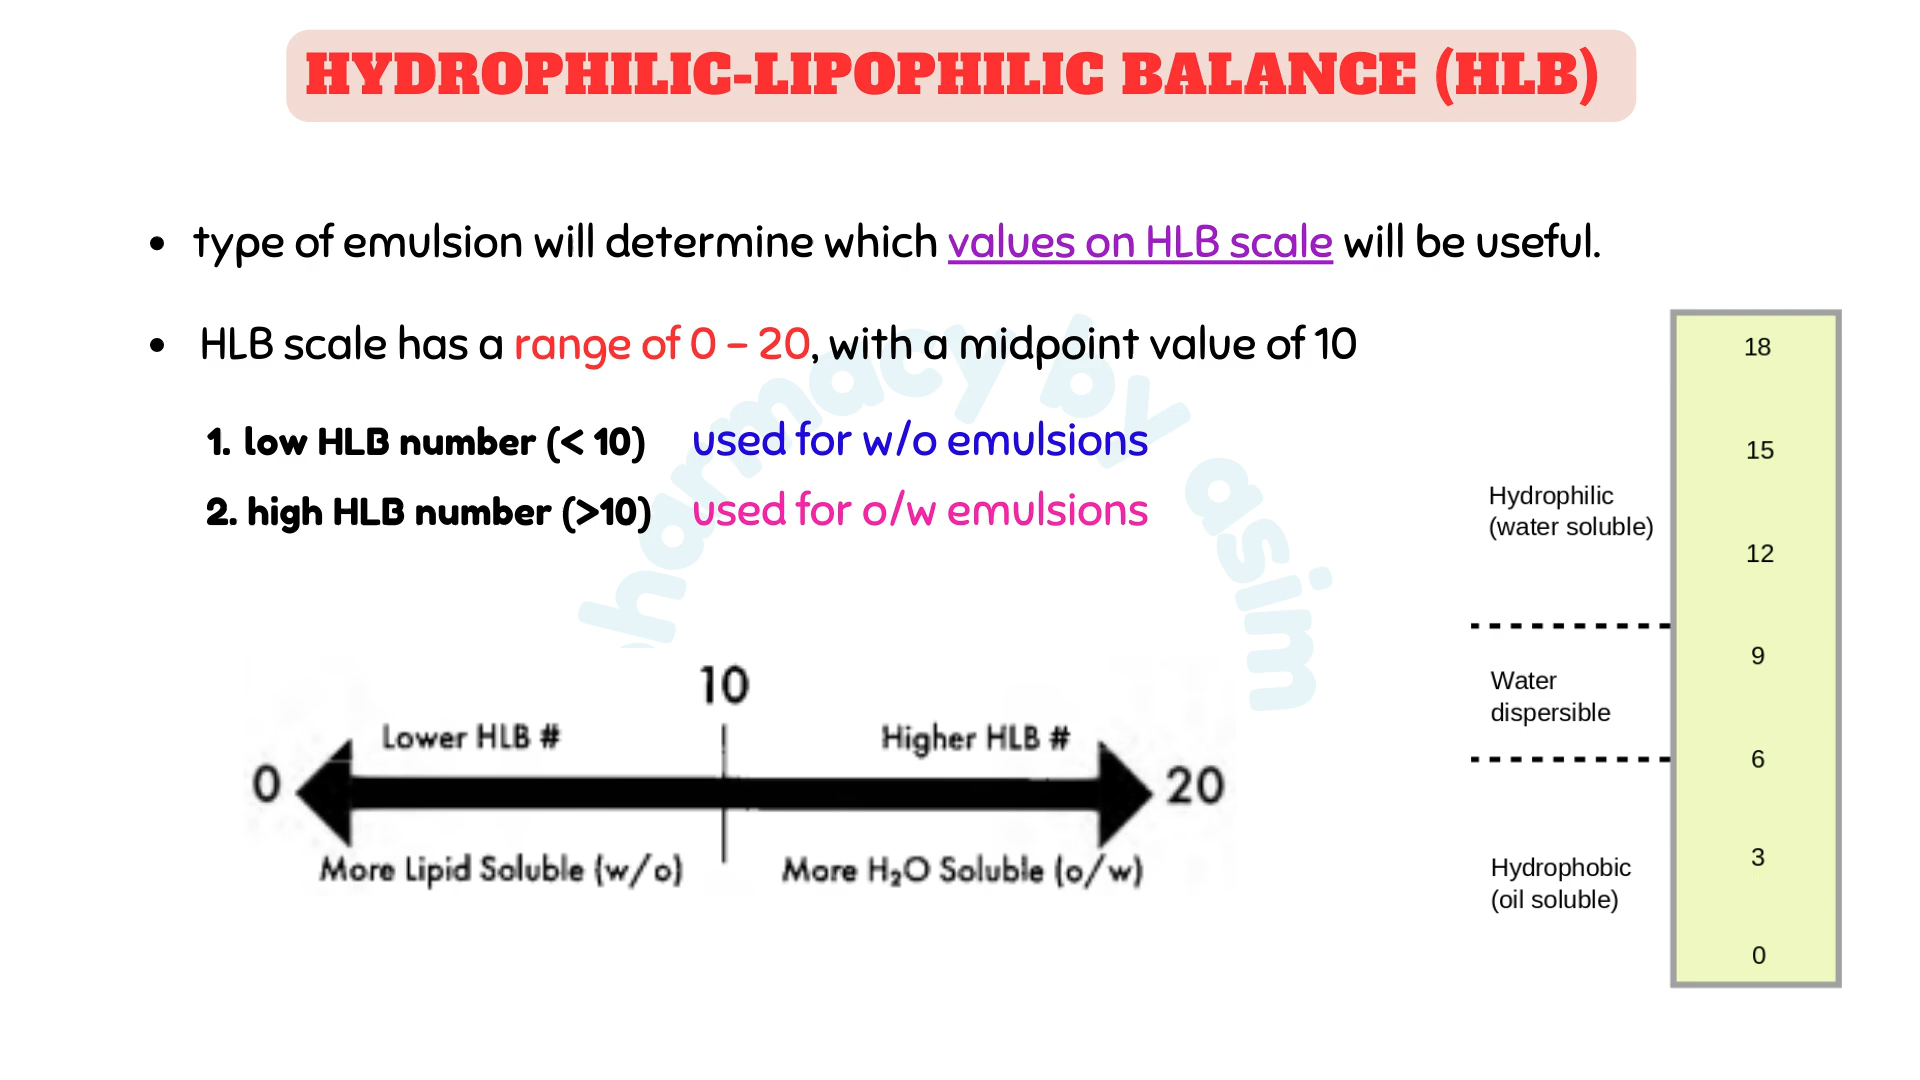 HYDROPHILIC-LIPOPHILIC BALANCE (HLB)
• type of emulsion will determine which values on HLB scale will be useful.
• HLB scale has a range of 0 – 20, with a midpoint value of 10
1. low HLB number (< 10) used for w/o emulsions
2. high HLB number (>10) used for o/w emulsions
harmacy by asim
10
Lower HLB #
Higher HLB #
0
20
More Lipid Soluble (w/o)
More H₂O Soluble (o/w)
18
15
Hydrophilic
(water soluble)
12
9
Water
dispersible
6
3
Hydrophobic
(oil soluble)
0